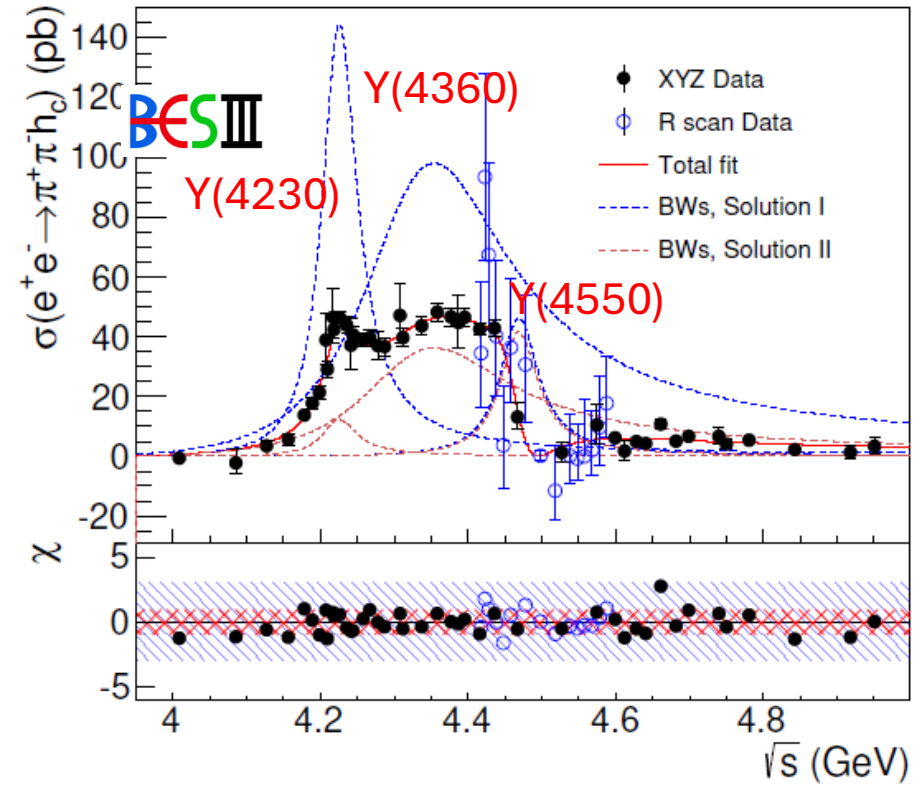 σ(e⁺e⁻→π⁺π⁻h_c) (pb)
140
120
100
80
60
40
20
0
-20
BESIII
Y(4360)
Y(4230)
Y(4550)
XYZ Data
R scan Data
Total fit
BWs, Solution I
BWs, Solution II
χ
5
0
-5
4
4.2
4.4
4.6
4.8
√s (GeV)